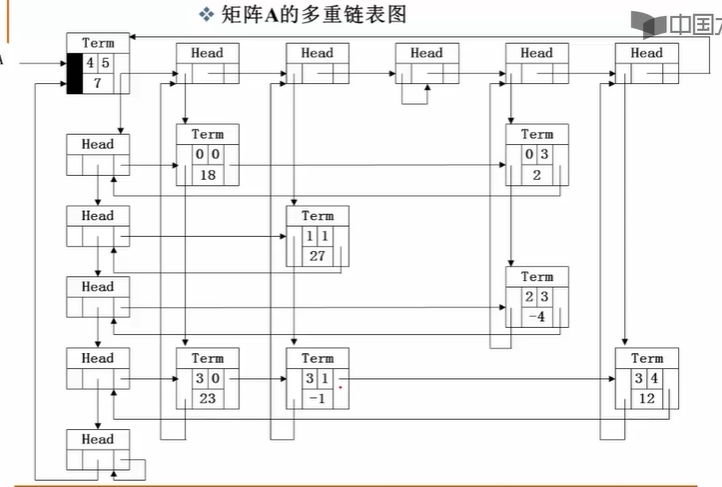 ❖ 矩阵A的多重链表图
中国大
A
Term
4 5
7
Head
Head
Head
Head
Head
Head
Term
0 0
18
Term
0 3
2
Head
Term
1 1
27
Head
Term
2 3
-4
Head
Term
3 0
23
Term
3 1
-1
Term
3 4
12
Head